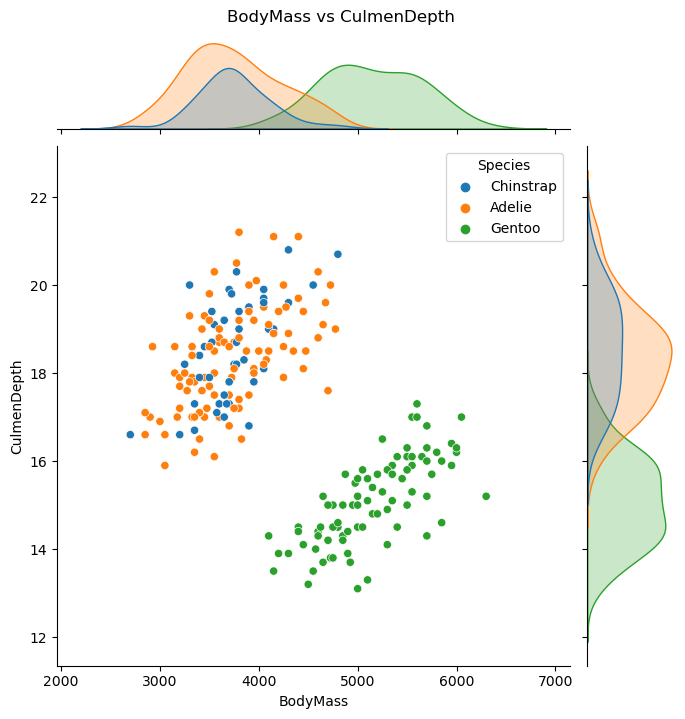 BodyMass vs CulmenDepth
Species
Chinstrap
Adelie
Gentoo
22
20
18
16
14
12
CulmenDepth
2000 3000 4000 5000 6000 7000
BodyMass